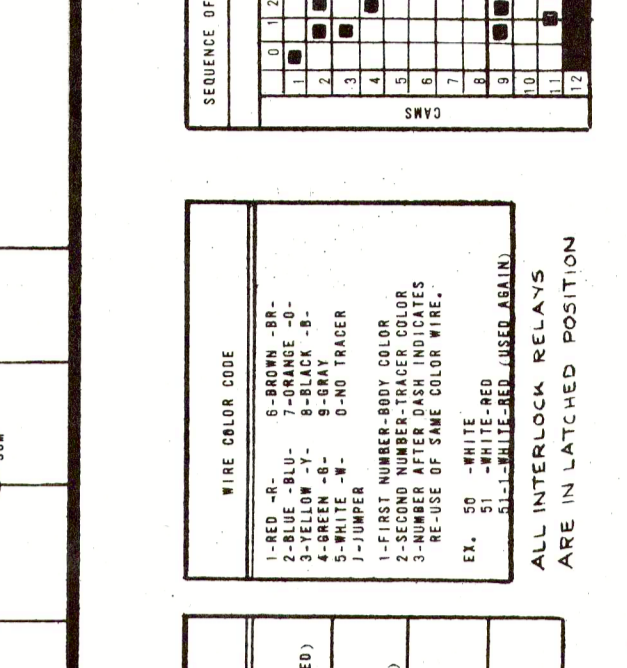 SEQUENCE OF
0 1 2
1
2
3
4
5
6
7
8
9
10
11
12
CAMS
WIRE COLOR CODE
1-RED -R- 6-BROWN -BR-
2-BLUE -BLU- 7-ORANGE -O-
3-YELLOW -Y- 8-BLACK -B-
4-GREEN -G- 9-GRAY
5-WHITE -W- 0-NO TRACER
J-JUMPER
1-FIRST NUMBER-BODY COLOR
2-SECOND NUMBER-TRACER COLOR
3-NUMBER AFTER DASH INDICATES
RE-USE OF SAME COLOR WIRE.
EX. 50 -WHITE
51 -WHITE-RED
51-1-WHITE-RED (USED AGAIN)
ALL INTERLOCK RELAYS
ARE IN LATCHED POSITION
ED)
)